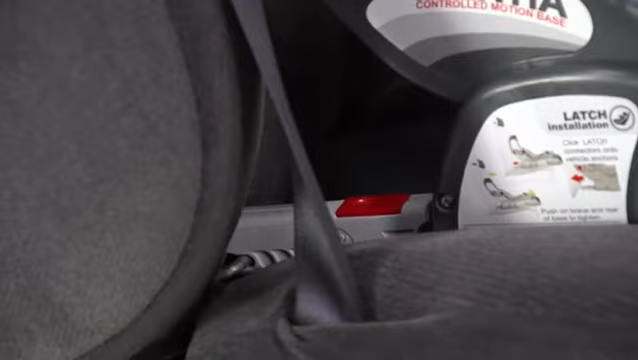 CONTROLLED MOTION BASE
LATCH
installation
Click LATCH
connectors onto
vehicle anchors
Push on base and rear
of base to tighten